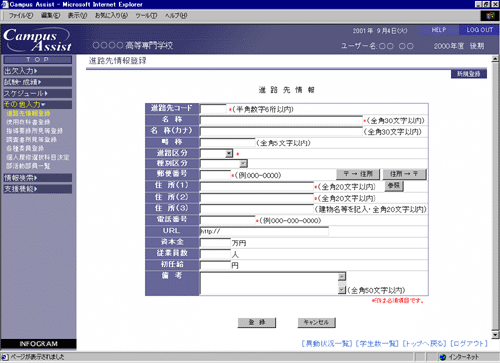 Campus Assist - Microsoft Internet Explorer
ファイル(F) 編集(E) 表示(V) お気に入り(A) ツール(T) ヘルプ(H)
Campus Assist
2001年 9月4日(火) HELP LOG OUT
○○○○高等専門学校 ユーザー名:○○ ○○ 2000年度 後期
TOP
出欠入力
試験・成績
スケジュール
その他入力
進路先情報登録
使用教科書登録
指導要録所見等登録
調査書所見等登録
各種委員登録
個人履修選択科目決定
部活動部員一覧
情報検索
支援機能
INFOGRAM
進路先情報登録
新規登録
進 路 先 情 報
進路先コード *(半角数字6桁以内)
名 称 *(全角30文字以内)
名 称(カナ) (全角30文字以内)
略 称 (全角5文字以内)
進路区分 *
種別区分
郵便番号 *(例000-0000) 〒→住所 住所→〒
住 所(1) *(全角20文字以内) 参照
住 所(2) *(全角20文字以内)
住 所(3) (建物名等を記入・全角20文字以内)
電話番号 *(例000-000-0000)
URL http://
資本金 万円
従業員数 人
初任給 円
備 考 (全角50文字以内)
*印は必須項目です。
登 録 キャンセル
[異動状況一覧] [学生数一覧] [トップへ戻る] [ログアウト]
ページが表示されました インターネット